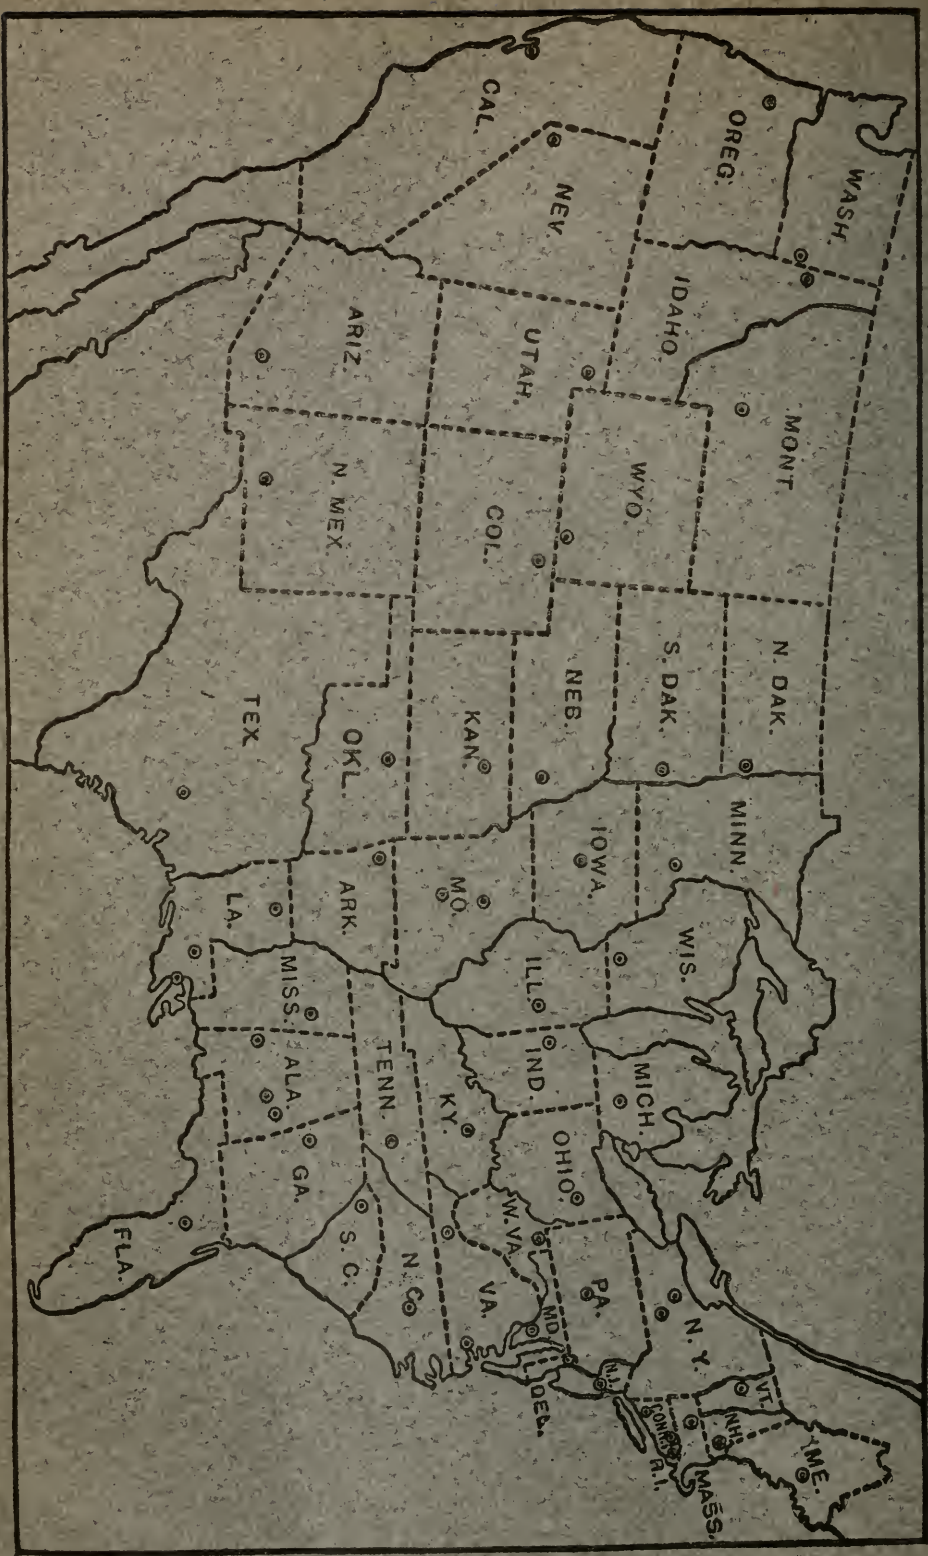 WASH.
OREG.
CAL.
NEV.
IDAHO
MONT.
WYO.
UTAH.
ARIZ.
COL.
N. MEX.
N. DAK.
S. DAK.
NEB.
KAN.
OKL.
TEX.
MINN.
IOWA.
MO.
ARK.
LA.
WIS.
ILL.
MICH.
IND.
OHIO.
KY.
TENN.
MISS.
ALA.
GA.
FLA.
S. C.
N. C.
VA.
W. VA.
MD.
DEL.
PA.
N. J.
N. Y.
CONN.
R.I.
MASS.
VT.
N.H.
ME.